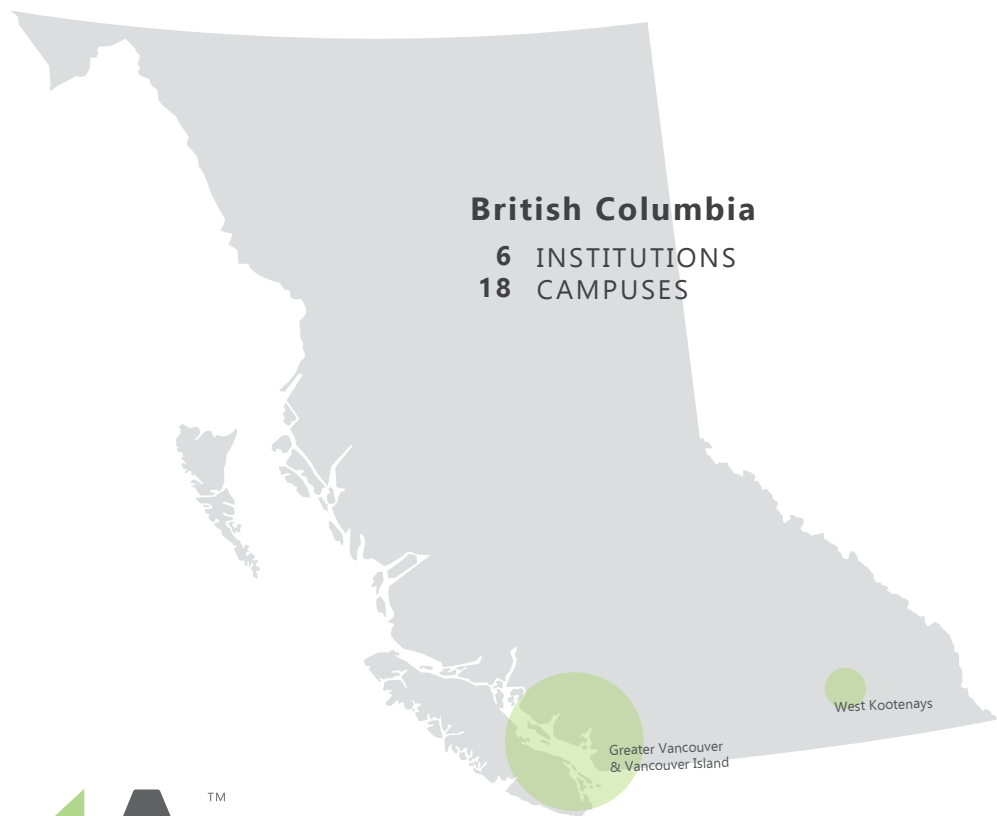 British Columbia
6 INSTITUTIONS
18 CAMPUSES
West Kootenays
Greater Vancouver
& Vancouver Island
TM